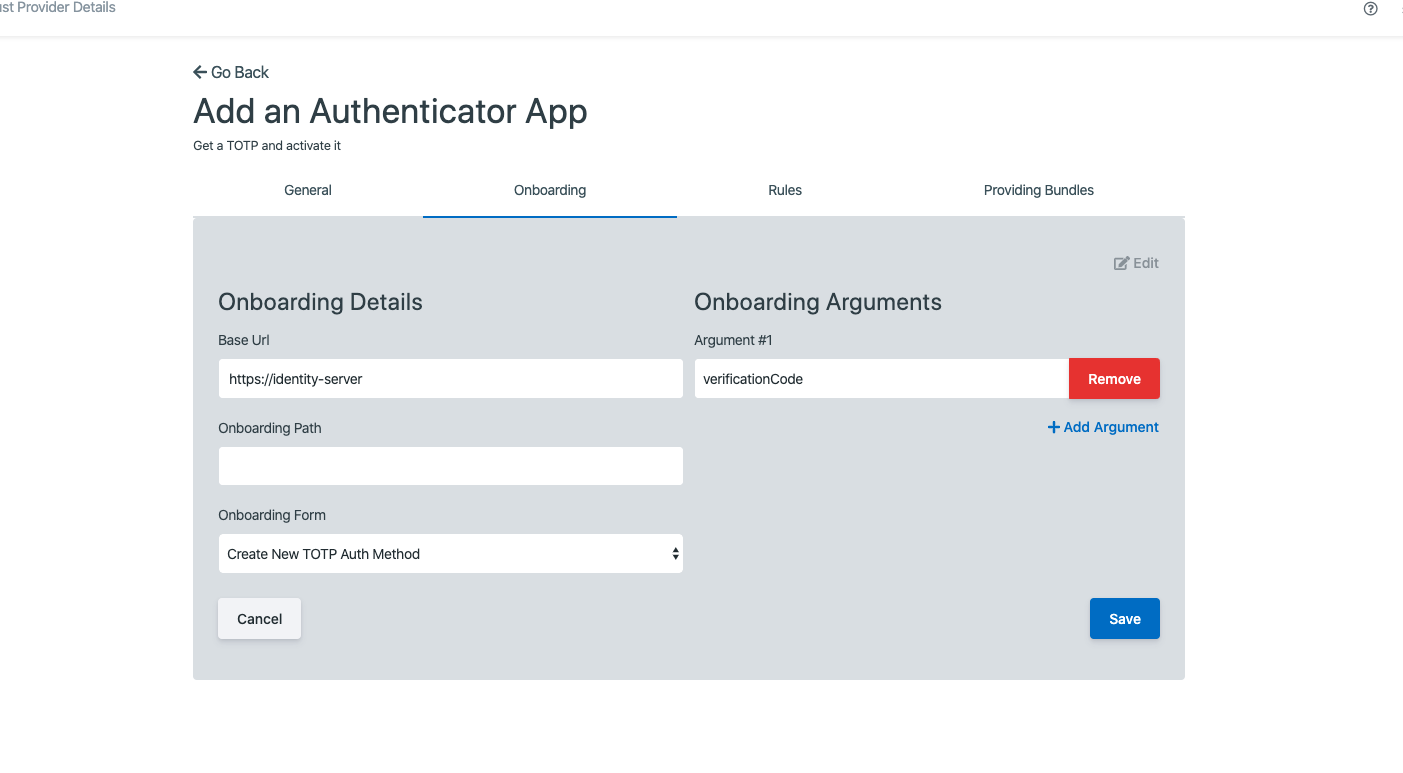 Provider Details
Go Back
Add an Authenticator App
Get a TOTP and activate it
General
Onboarding
Rules
Providing Bundles
Edit
Onboarding Details
Onboarding Arguments
Base Url
Argument #1
https://identity-server
verificationCode
Remove
Onboarding Path
Add Argument
Onboarding Form
Create New TOTP Auth Method
Cancel
Save